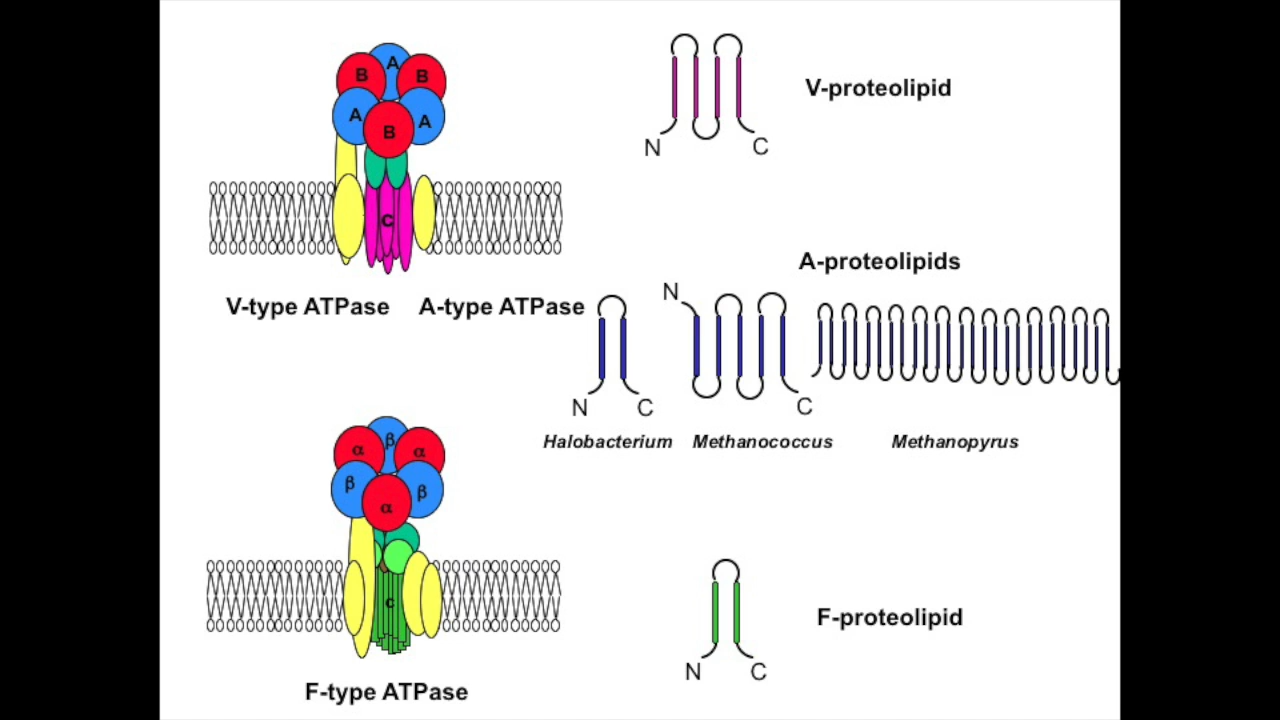 A
B
B
A
A
B
c
V-type ATPase
A-type ATPase
N
C
V-proteolipid
A-proteolipids
N
C
N
C
Halobacterium
Methanococcus
Methanopyrus
β
α
α
β
β
α
c
F-type ATPase
N
C
F-proteolipid